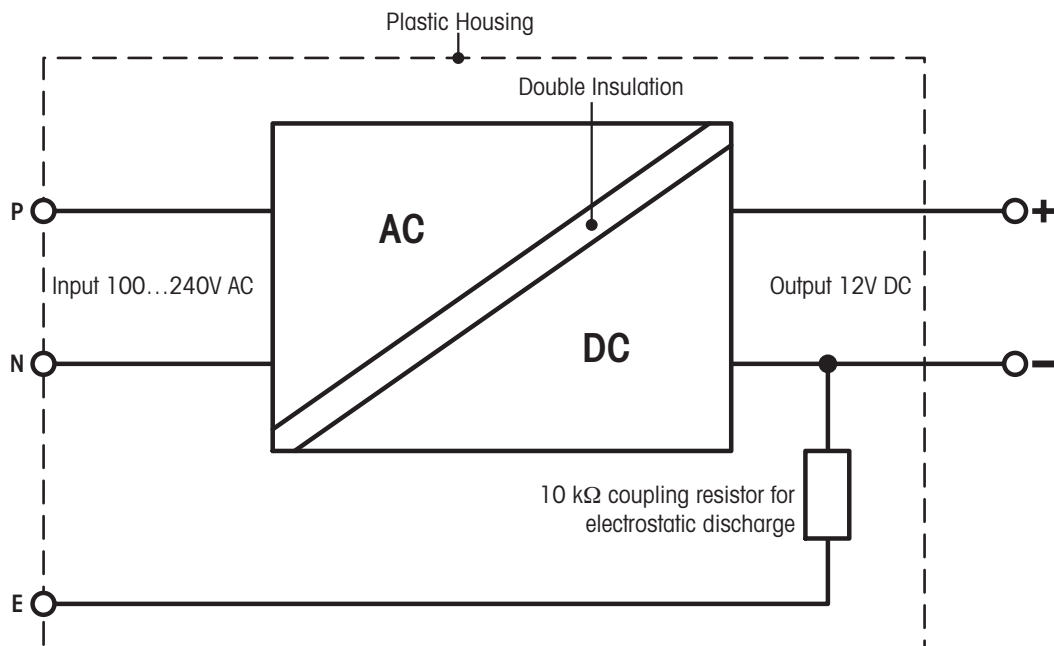 Plastic Housing
Double Insulation
P
AC
+
Input 100…240V AC
Output 12V DC
N
DC
–
10 kΩ coupling resistor for
electrostatic discharge
E